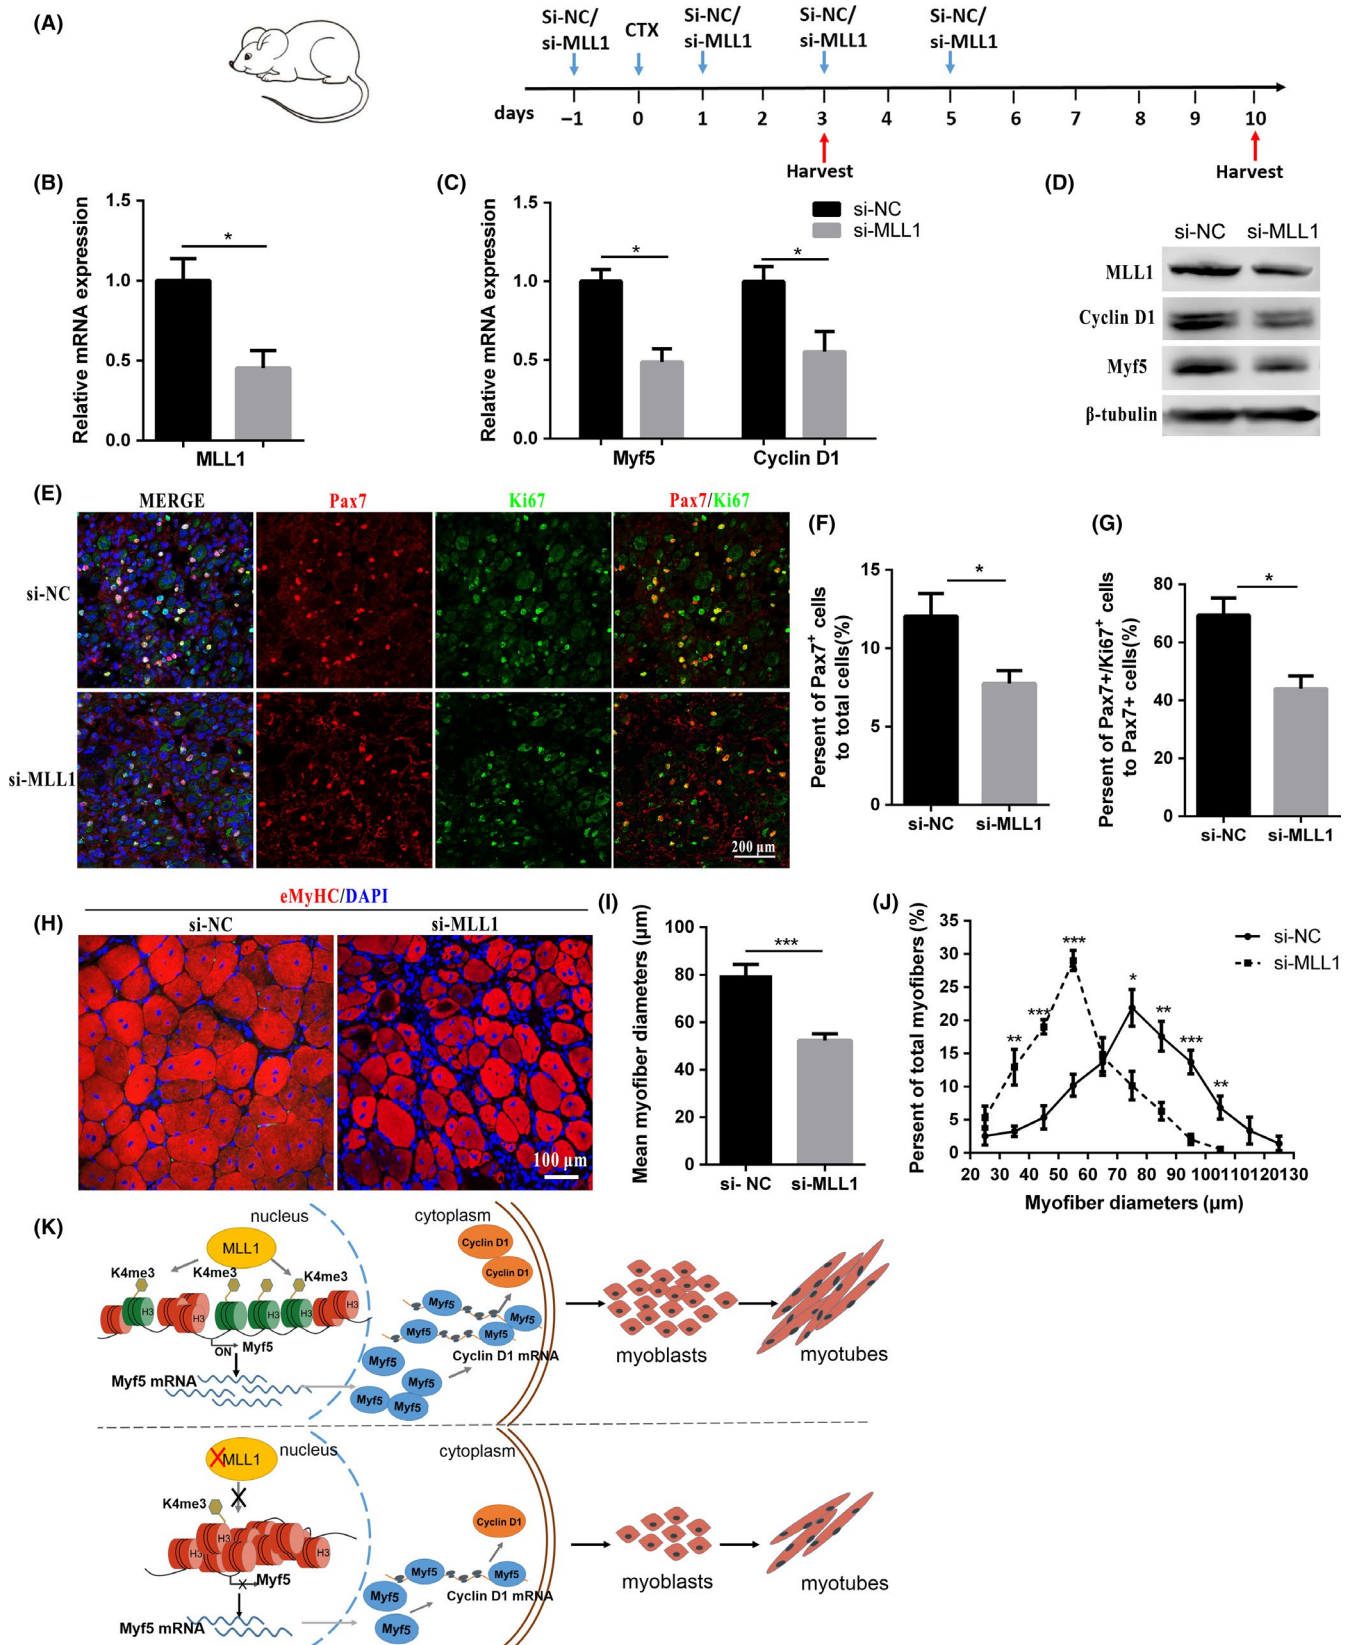 (A)
Si-NC/
si-MLL1
CTX
Si-NC/
si-MLL1
Si-NC/
si-MLL1
Si-NC/
si-MLL1
days
–1 0 1 2 3 4 5 6 7 8 9 10
Harvest
Harvest
(B)
Relative mRNA expression
1.5
1.0
0.5
0.0
*
MLL1
(C)
Relative mRNA expression
1.5
1.0
0.5
0.0
*
*
si-NC
si-MLL1
Myf5
Cyclin D1
(D)
si-NC si-MLL1
MLL1
Cyclin D1
Myf5
β-tubulin
(E)
MERGE
Pax7
Ki67
Pax7/Ki67
si-NC
si-MLL1
200 μm
(F)
Persent of Pax7+ cells
to total cells(%)
15
10
5
0
*
si-NC si-MLL1
(G)
Persent of Pax7+/Ki67+ cells
to Pax7+ cells(%)
80
60
40
20
0
*
si-NC si-MLL1
eMyHC/DAPI
(H)
si-NC
si-MLL1
100 μm
(I)
Mean myofiber diameters (μm)
100
80
60
40
20
0
***
si- NC si-MLL1
(J)
Percent of total myofibers (%)
35
30
25
20
15
10
5
0
**
***
***
*
**
***
**
si-NC
si-MLL1
20 30 40 50 60 70 80 90 100110120130
Myofiber diameters (μm)
(K)
nucleus
MLL1
K4me3
K4me3
K4me3
H3
H3
H3
H3
H3
ON
Myf5
Myf5 mRNA
cytoplasm
Cyclin D1
Cyclin D1
Myf5
Myf5
Myf5
Myf5
Cyclin D1 mRNA
Myf5
Myf5
Myf5
Myf5
myoblasts
myotubes
MLL1
nucleus
K4me3
H3
H3
H3
Myf5
Myf5 mRNA
cytoplasm
Cyclin D1
Myf5
Myf5
Cyclin D1 mRNA
Myf5
Myf5
myoblasts
myotubes